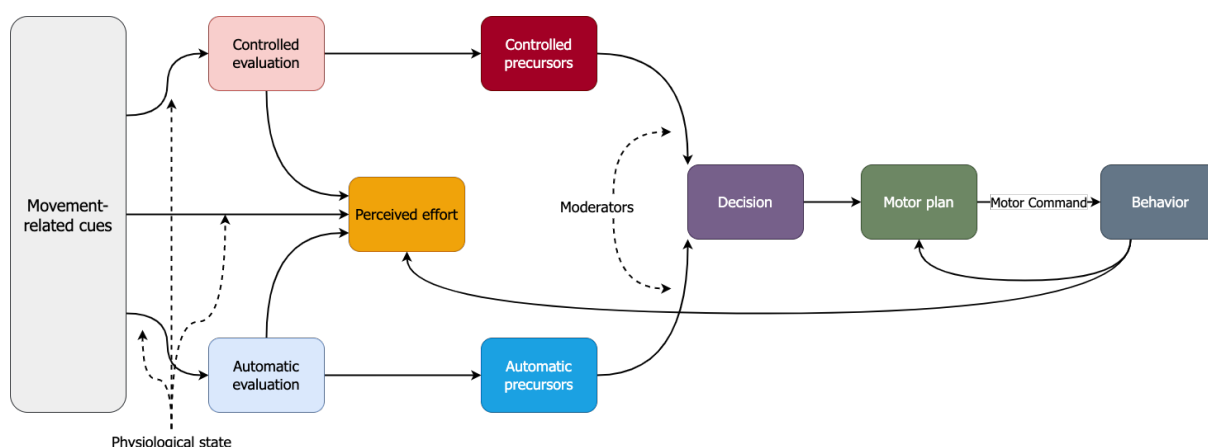 Controlled
evaluation
Controlled
precursors
Movement-
related cues
Perceived effort
Moderators
Decision
Motor plan
Motor Command
Behavior
Automatic
evaluation
Automatic
precursors
Physiological state